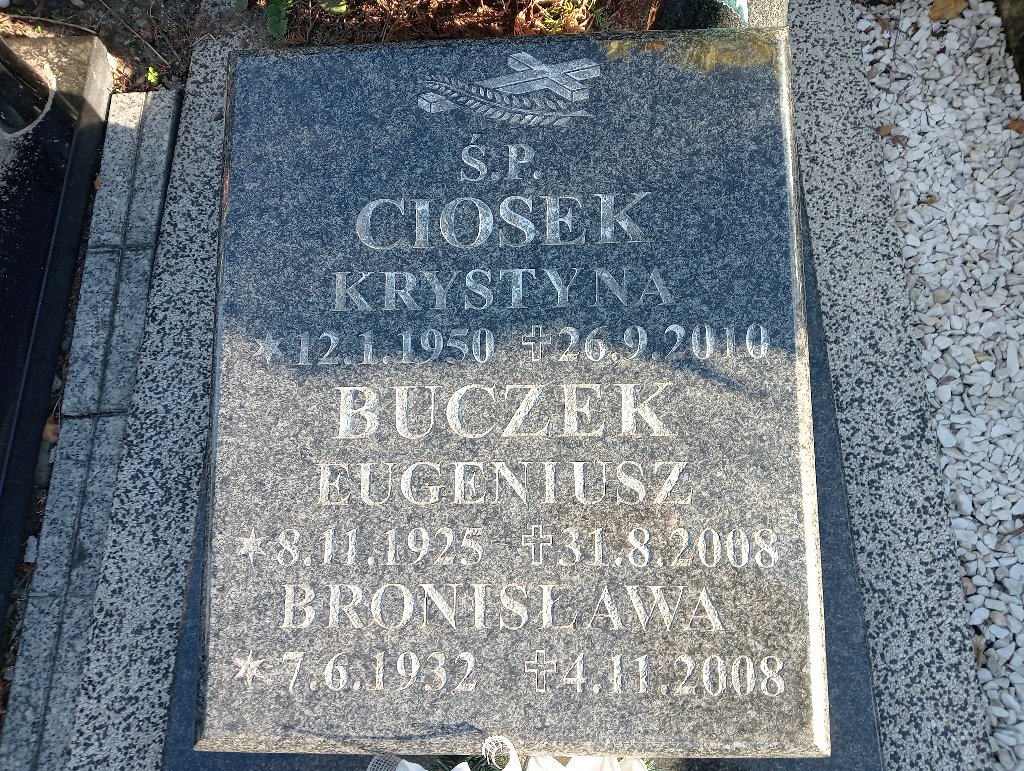 Ś.P.
CIOSEK
KRYSTYNA
★12.1.1950 ✝26.9.2010
BUCZEK
EUGENIUSZ
★8.11.1925 ✝31.8.2008
BRONISŁAWA
★7.6.1932 ✝4.11.2008